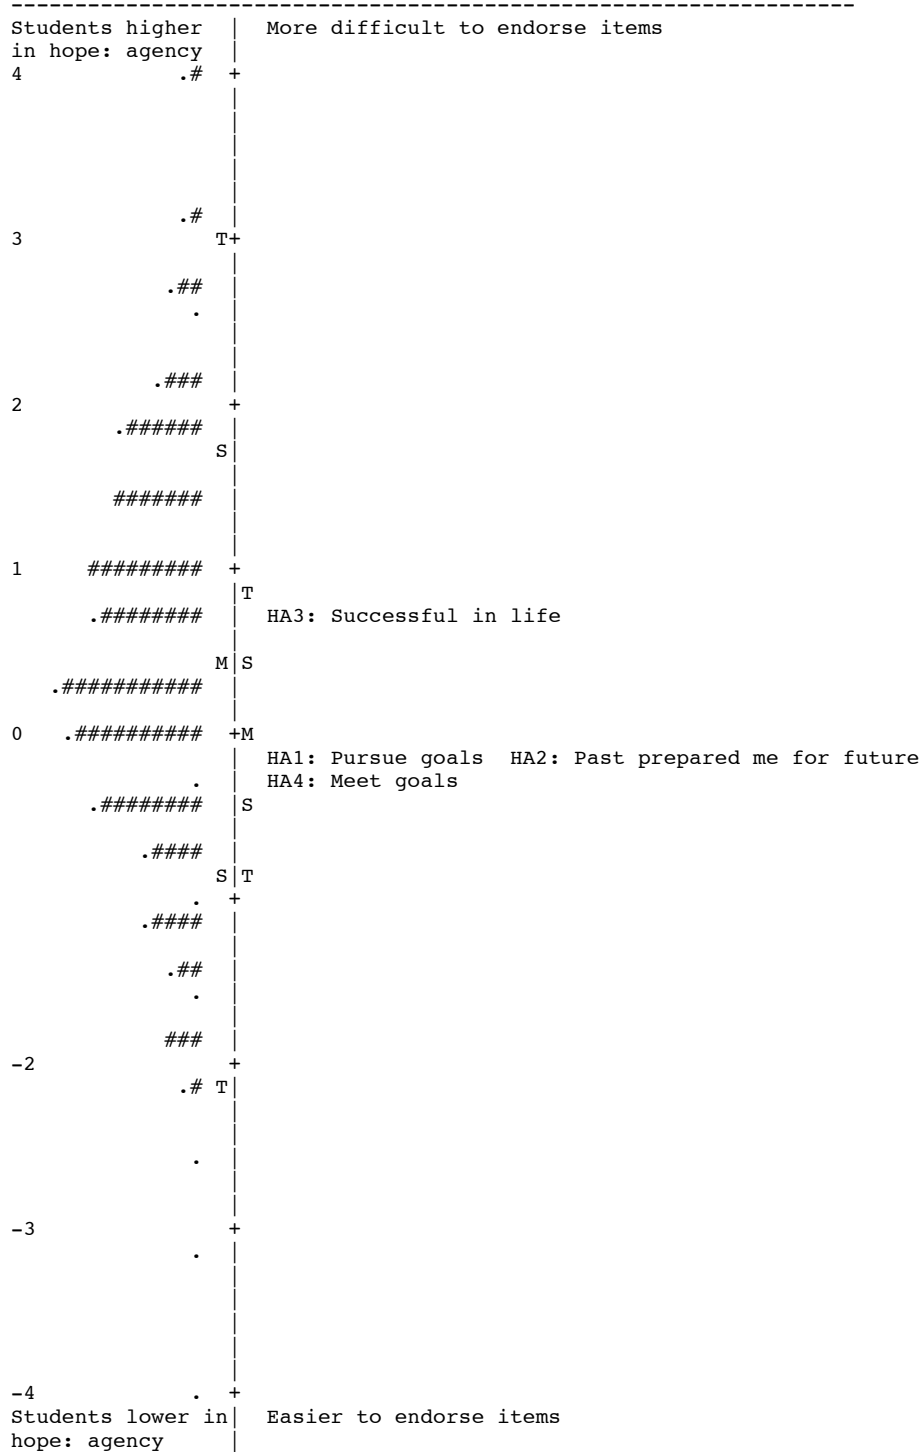 -------------------------------------------------------------------
Students higher  |  More difficult to endorse items
in hope: agency  |
4             .#  +
                  |
                  |
                  |
                  |
                  |
              .#  |
3                T+
                  |
             .##  |
               .  |
                  |
                  |
            .###  |
2                 +
         .######  |
                 S|
                  |
         #######  |
                  |
                  |
1      #########  +
                  |T
       .########  |  HA3: Successful in life
                  |
                 M|S
    .###########  |
                  |
0    .##########  +M
                  |  HA1: Pursue goals  HA2: Past prepared me for future
               .  |  HA4: Meet goals
       .########  |S
                  |
           .####  |
                 S|T
               .  +
           .####  |
                  |
             .##  |
               .  |
                  |
             ###  |
-2                +
              .# T|
                  |
                  |
               .  |
                  |
                  |
-3                +
               .  |
                  |
                  |
                  |
                  |
                  |
-4             .  +
Students lower in|  Easier to endorse items
hope: agency     |